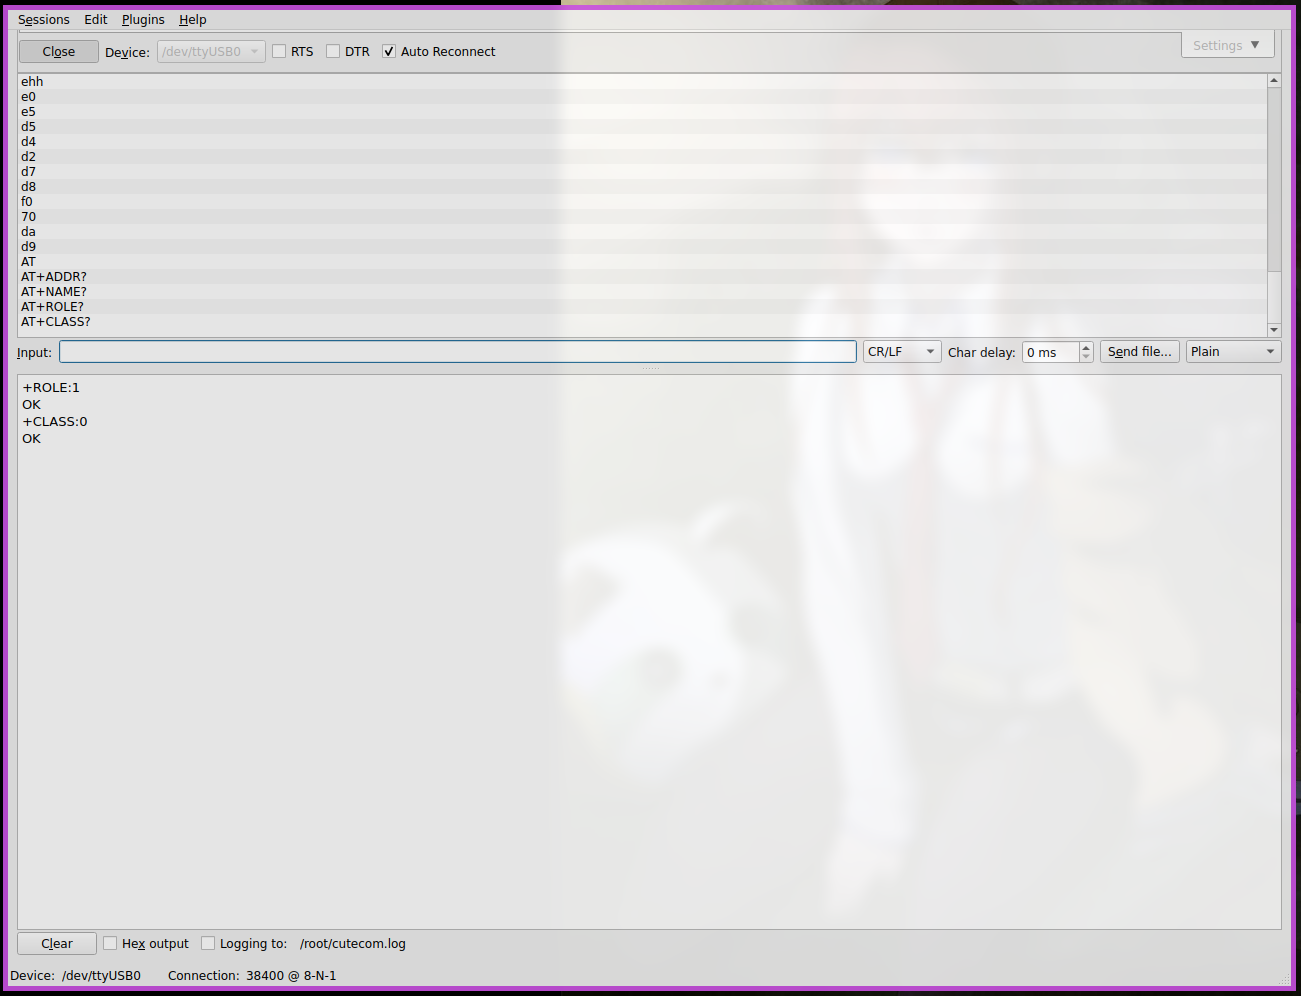 Sessions Edit Plugins Help
Close Device: /dev/ttyUSB0 RTS DTR Auto Reconnect Settings
ehh
e0
e5
d5
d4
d2
d7
d8
f0
70
da
d9
AT
AT+ADDR?
AT+NAME?
AT+ROLE?
AT+CLASS?
Input: CR/LF Char delay: 0 ms Send file... Plain
+ROLE:1
OK
+CLASS:0
OK
Clear Hex output Logging to: /root/cutecom.log
Device: /dev/ttyUSB0 Connection: 38400 @ 8-N-1